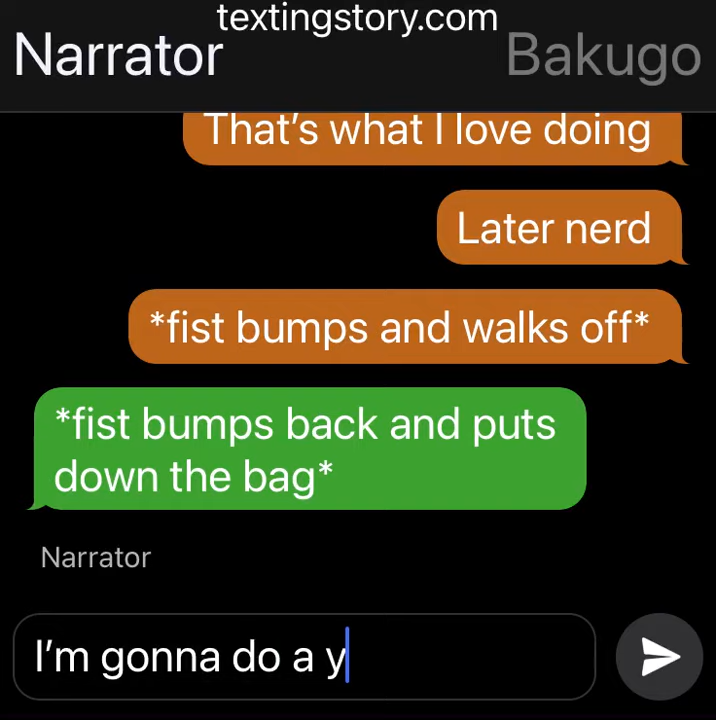 textingstory.com
Narrator
Bakugo
That's what I love doing
Later nerd
*fist bumps and walks off*
*fist bumps back and puts
down the bag*
Narrator
I'm gonna do a y